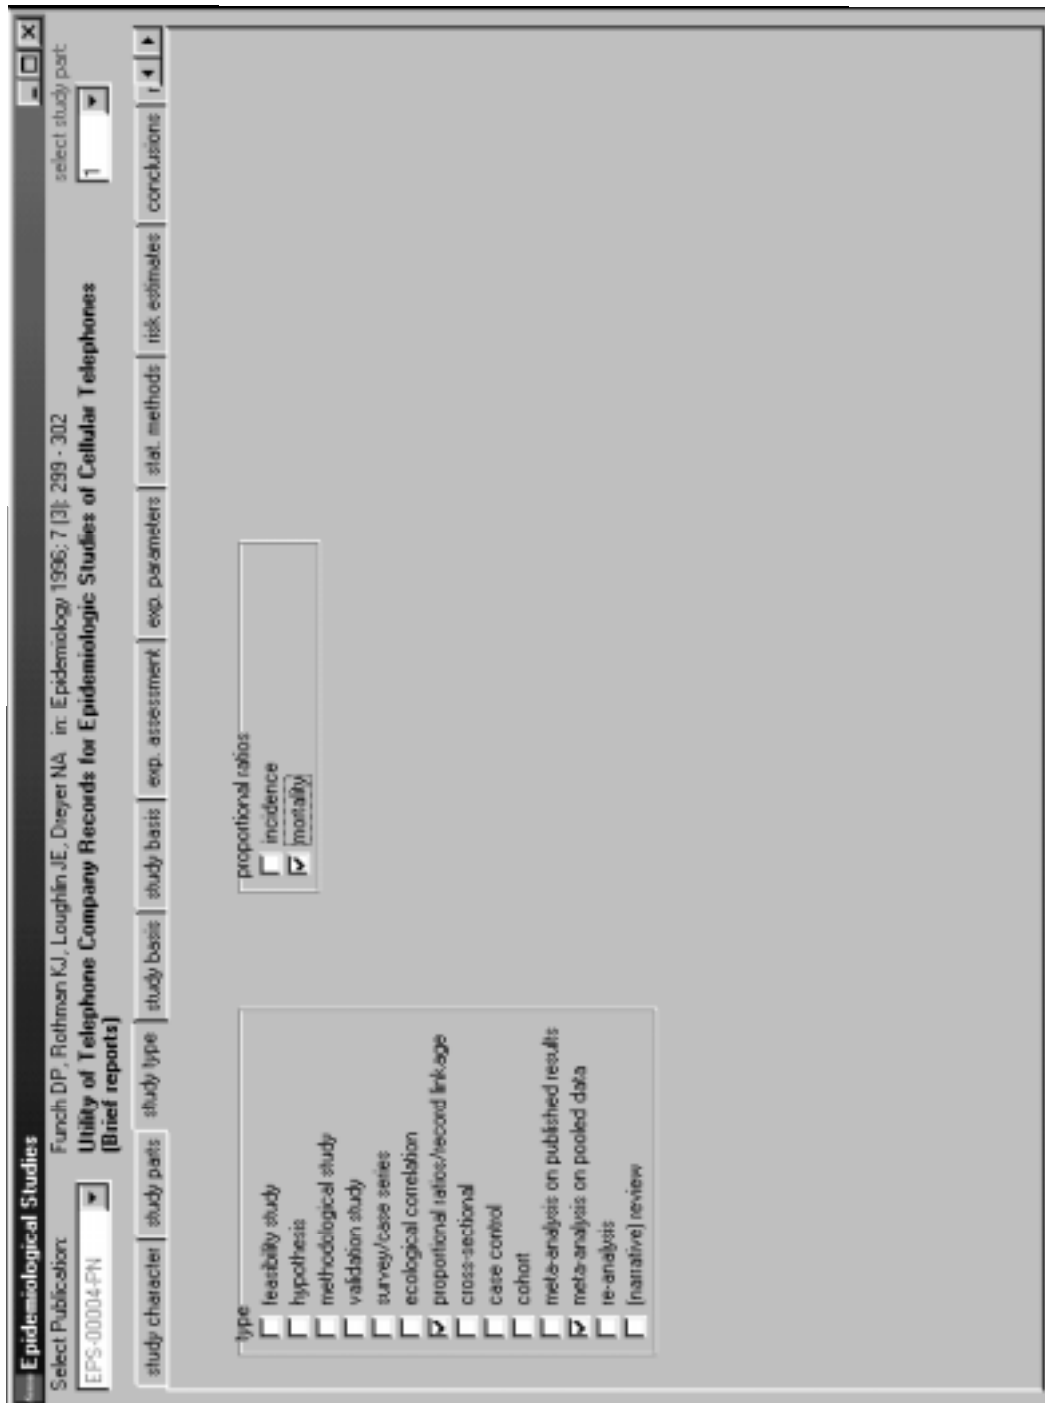 Epidemiological Studies
Select Publication:
EPS-00004-PN
Funch DP, Rothman KJ, Loughlin JE, Dreyer NA in: Epidemiology 1996; 7 (3): 299 - 302
Utility of Telephone Company Records for Epidemiologic Studies of Cellular Telephones
(Brief reports)
select study part:
1
study character
study parts
study type
study basis
study basis
exp. assessment
exp. parameters
stat. methods
risk estimates
conclusions
type
feasibility study
hypothesis
methodological study
validation study
survey/case series
ecological correlation
proportional ratios/record linkage
cross-sectional
case control
cohort
meta-analysis on published results
meta-analysis on pooled data
re-analysis
(narrative) review
proportional ratios
incidence
mortality